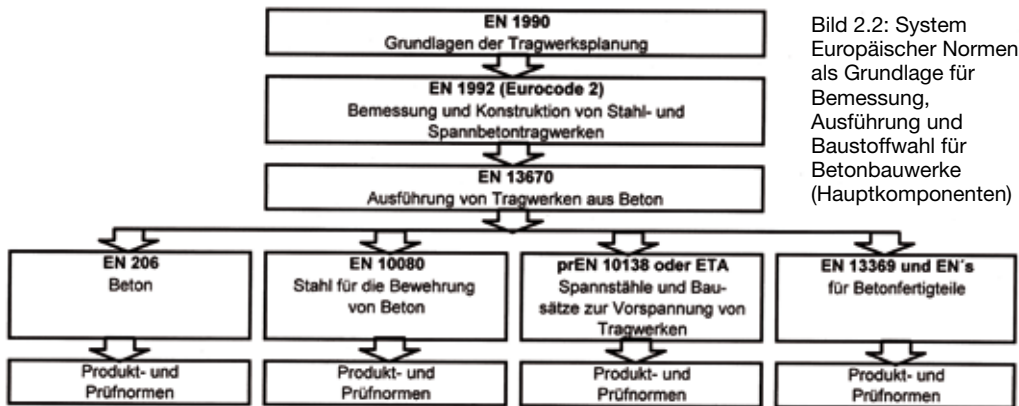 EN 1990
Grundlagen der Tragwerksplanung
EN 1992 (Eurocode 2)
Bemessung und Konstruktion von Stahl- und
Spannbetontragwerken
EN 13670
Ausführung von Tragwerken aus Beton
EN 206
Beton
EN 10080
Stahl für die Bewehrung
von Beton
prEN 10138 oder ETA
Spannstähle und Bau-
sätze zur Vorspannung von
Tragwerken
EN 13369 und EN´s
für Betonfertigteile
Produkt- und
Prüfnormen
Produkt- und
Prüfnormen
Produkt- und
Prüfnormen
Produkt- und
Prüfnormen
Bild 2.2: System
Europäischer Normen
als Grundlage für
Bemessung,
Ausführung und
Baustoffwahl für
Betonbauwerke
(Hauptkomponenten)